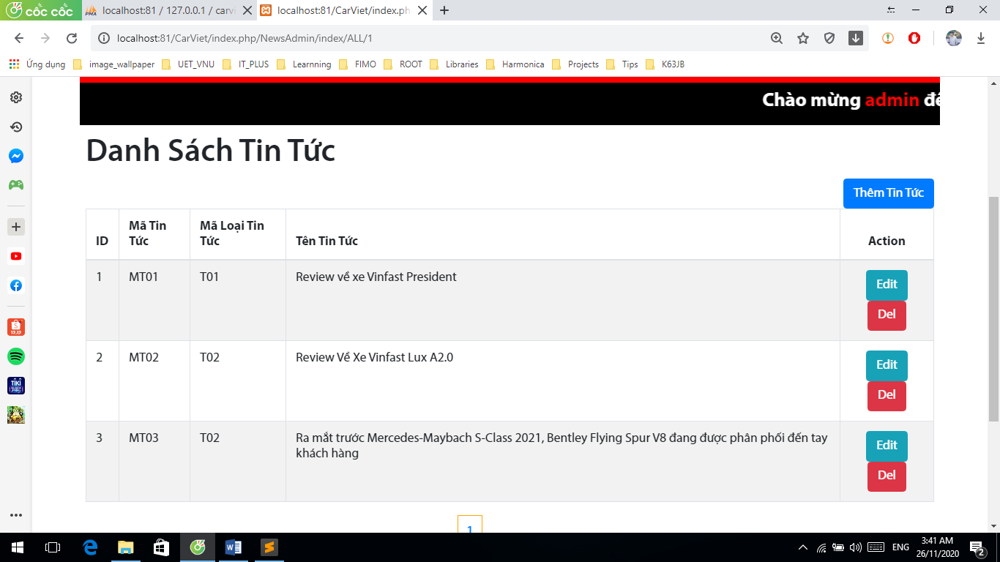 cốc cốc
localhost:81 / 127.0.0.1 / carvi
localhost:81/CarViet/index.ph
localhost:81/CarViet/index.php/NewsAdmin/index/ALL/1
Ứng dụng
image_wallpaper
UET_VNU
IT_PLUS
Learnning
FIMO
ROOT
Libraries
Harmonica
Projects
Tips
K63JB
Chào mừng admin đế
Danh Sách Tin Tức
Thêm Tin Tức
ID
Mã Tin
Tức
Mã Loại Tin
Tức
Tên Tin Tức
Action
1
MT01
T01
Review về xe Vinfast President
Edit
Del
2
MT02
T02
Review Về Xe Vinfast Lux A2.0
Edit
Del
3
MT03
T02
Ra mắt trước Mercedes-Maybach S-Class 2021, Bentley Flying Spur V8 đang được phân phối đến tay
khách hàng
Edit
Del
1
12.12
TIKI
ENG
3:41 AM
26/11/2020
2